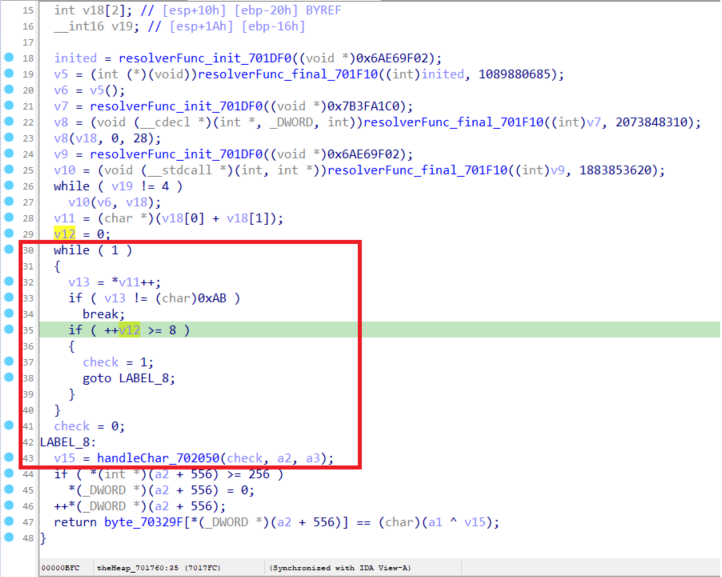 15 int v18[2]; // [esp+10h] [ebp-20h] BYREF
16 __int16 v19; // [esp+1Ah] [ebp-16h]
17
18 inited = resolverFunc_init_701DF0((void *)0x6AE69F02);
19 v5 = (int (*)(void))resolverFunc_final_701F10((int)inited, 1089880685);
20 v6 = v5();
21 v7 = resolverFunc_init_701DF0((void *)0x7B3FA1C0);
22 v8 = (void (__cdecl *)(int *, _DWORD, int))resolverFunc_final_701F10((int)v7, 2073848310);
23 v8(v18, 0, 28);
24 v9 = resolverFunc_init_701DF0((void *)0x6AE69F02);
25 v10 = (void (__stdcall *)(int, int *))resolverFunc_final_701F10((int)v9, 1883853620);
26 while ( v19 != 4 )
27 v10(v6, v18);
28 v11 = (char *)(v18[0] + v18[1]);
29 v12 = 0;
30 while ( 1 )
31 {
32 v13 = *v11++;
33 if ( v13 != (char)0xAB )
34 break;
35 if ( ++v12 >= 8 )
36 {
37 check = 1;
38 goto LABEL_8;
39 }
40 }
41 check = 0;
42 LABEL_8:
43 v15 = handleChar_702050(check, a2, a3);
44 if ( *(int *)(a2 + 556) >= 256 )
45 *(_DWORD *)(a2 + 556) = 0;
46 ++*(_DWORD *)(a2 + 556);
47 return byte_70329F[*(_DWORD *)(a2 + 556)] == (char)(a1 ^ v15);
48 }
00000BFC theHeap_701760:35 (7017FC) (Synchronized with IDA View-A)